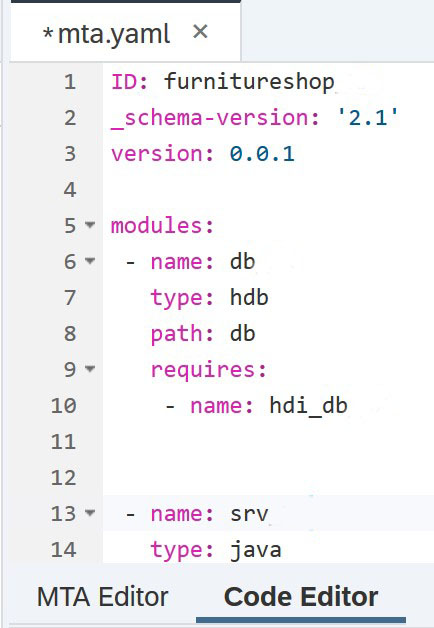 *mta.yaml ×
1 ID: furnitureshop
2 _schema-version: '2.1'
3 version: 0.0.1
4
5 modules:
6 - name: db
7 type: hdb
8 path: db
9 requires:
10 - name: hdi_db
11
12
13 - name: srv
14 type: java
MTA Editor Code Editor